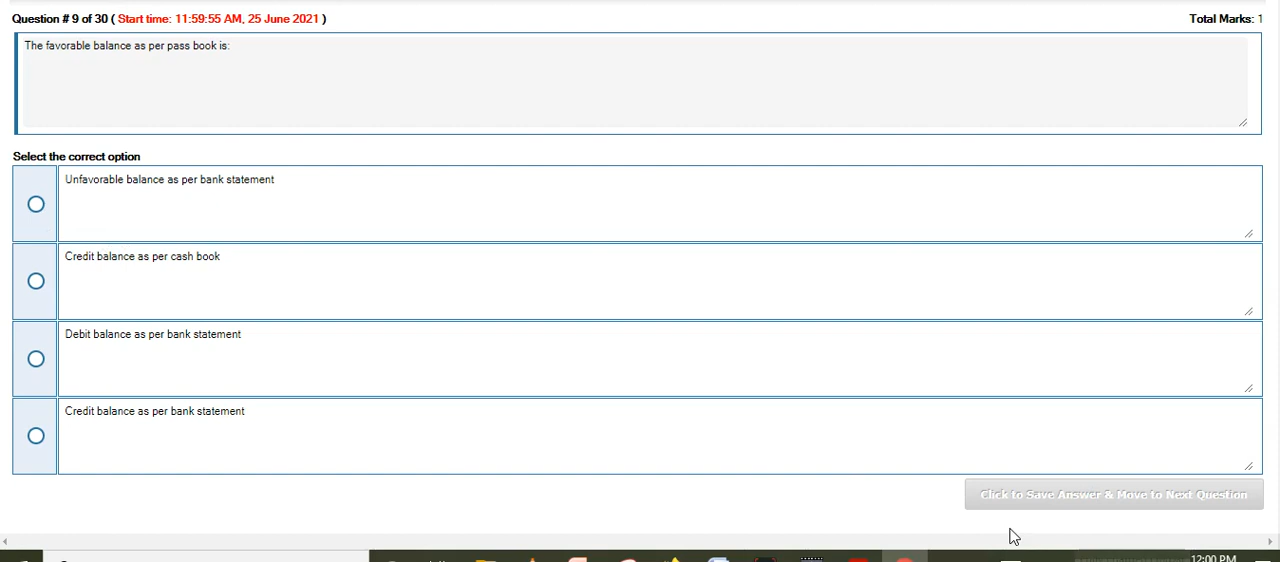 Question # 9 of 30 ( Start time: 11:59:55 AM, 25 June 2021 )
Total Marks: 1
The favorable balance as per pass book is:
Select the correct option
Unfavorable balance as per bank statement
Credit balance as per cash book
Debit balance as per bank statement
Credit balance as per bank statement
Click to Save Answer & Move to Next Question
12:00 PM